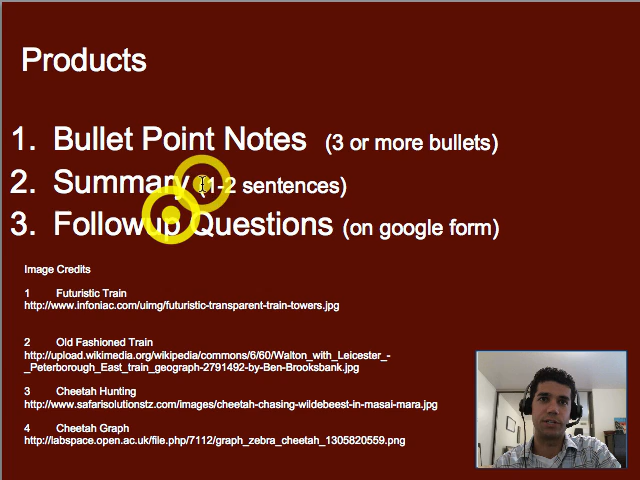 Products
1. Bullet Point Notes (3 or more bullets)
2. Summary (1-2 sentences)
3. Followup Questions (on google form)
Image Credits
1 Futuristic Train
http://www.infoniac.com/uimg/futuristic-transparent-train-towers.jpg
2 Old Fashioned Train
http://upload.wikimedia.org/wikipedia/commons/6/60/Walton_with_Leicester_-
_Peterborough_East_train_geograph-2791492-by-Ben-Brooksbank.jpg
3 Cheetah Hunting
http://www.safarisolutionstz.com/images/cheetah-chasing-wildebeest-in-masai-mara.jpg
4 Cheetah Graph
http://labspace.open.ac.uk/file.php/7112/graph_zebra_cheetah_1305820559.png